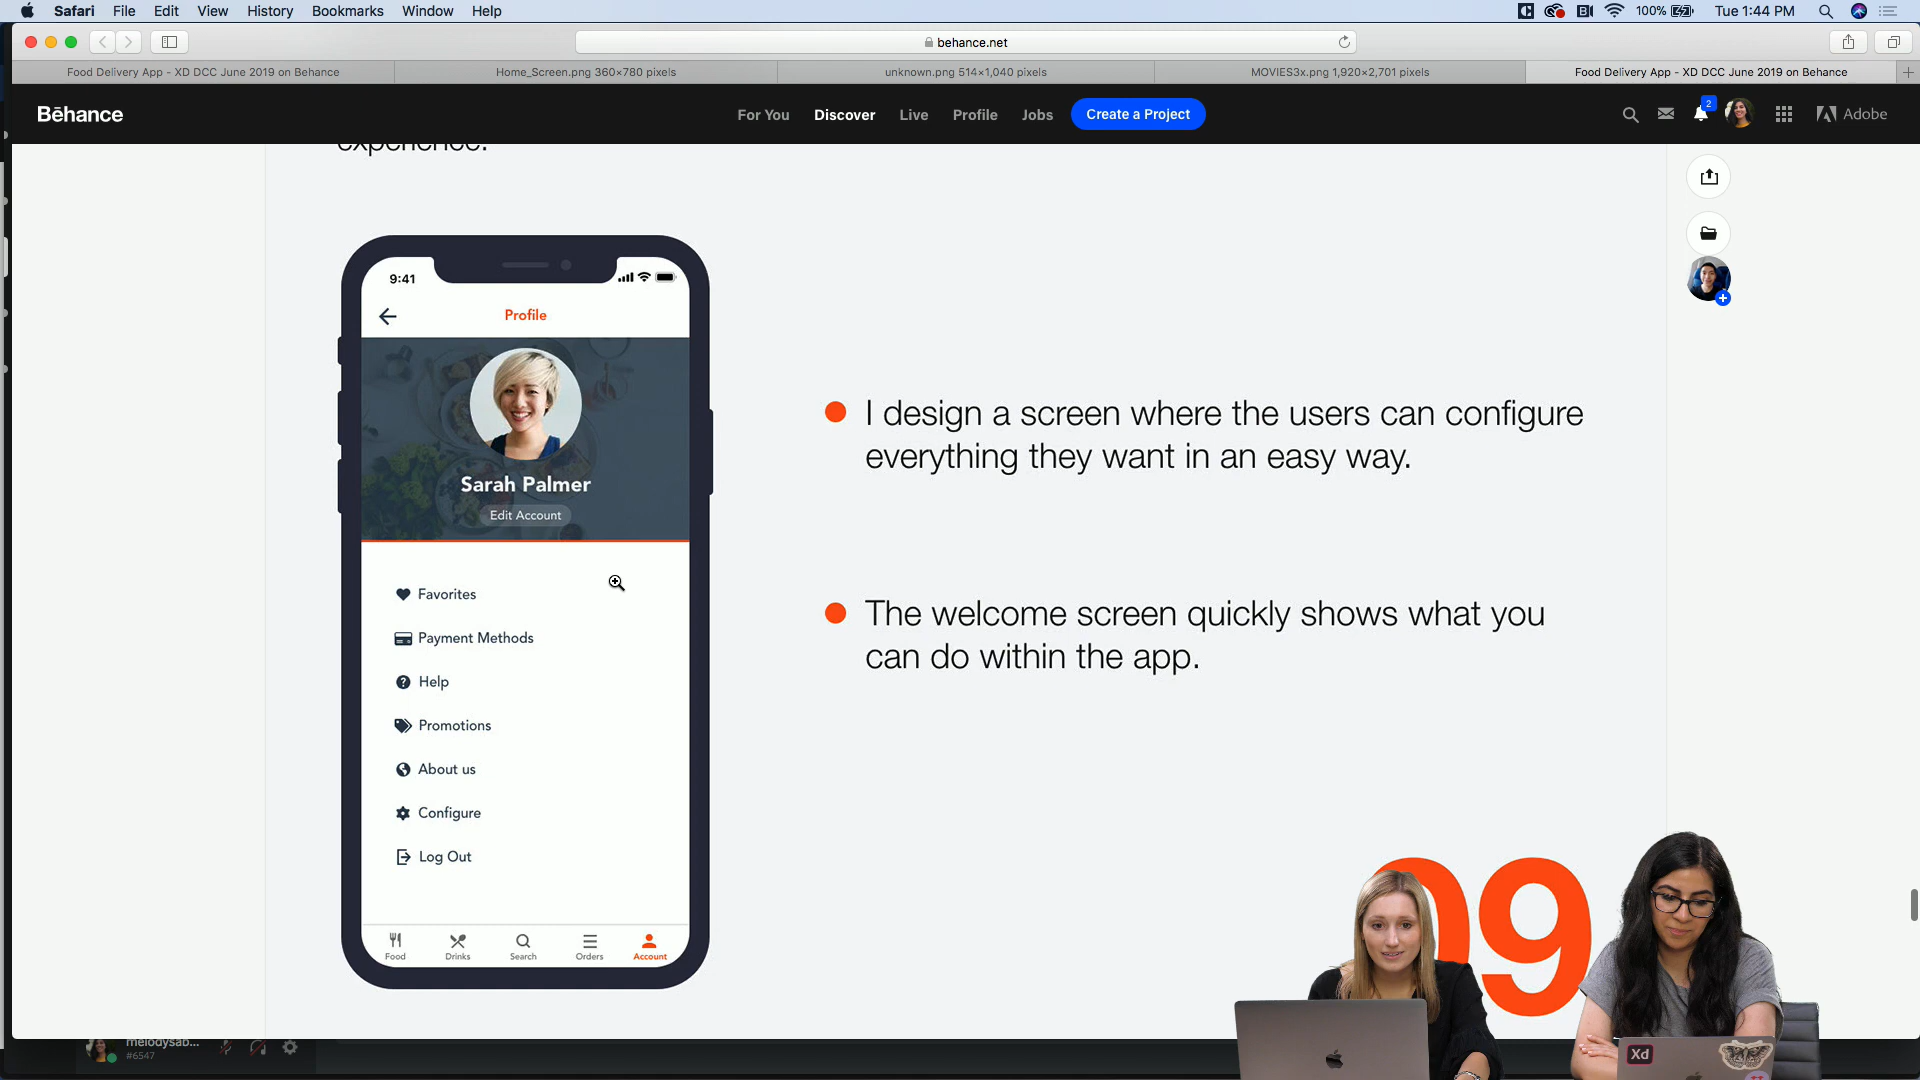 Safari File Edit View History Bookmarks Window Help
100% Tue 1:44 PM
behance.net
Food Delivery App - XD DCC June 2019 on Behance
Home_Screen.png 360×780 pixels
unknown.png 514×1,040 pixels
MOVIES3x.png 1,920×2,701 pixels
Food Delivery App - XD DCC June 2019 on Behance
Bēhance
For You Discover Live Profile Jobs Create a Project
2
Adobe
experience.
9:41
Profile
Sarah Palmer
Edit Account
Favorites
Payment Methods
Help
Promotions
About us
Configure
Log Out
Food Drinks Search Orders Account
I design a screen where the users can configure
everything they want in an easy way.
The welcome screen quickly shows what you
can do within the app.
09
melodysab...
#6547
Xd